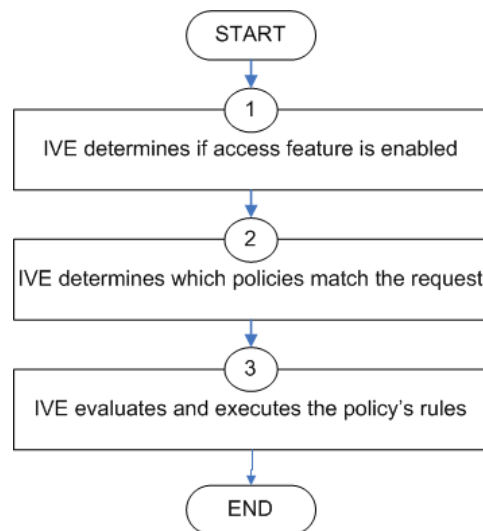 START
1
IVE determines if access feature is enabled
2
IVE determines which policies match the request
3
IVE evaluates and executes the policy's rules
END